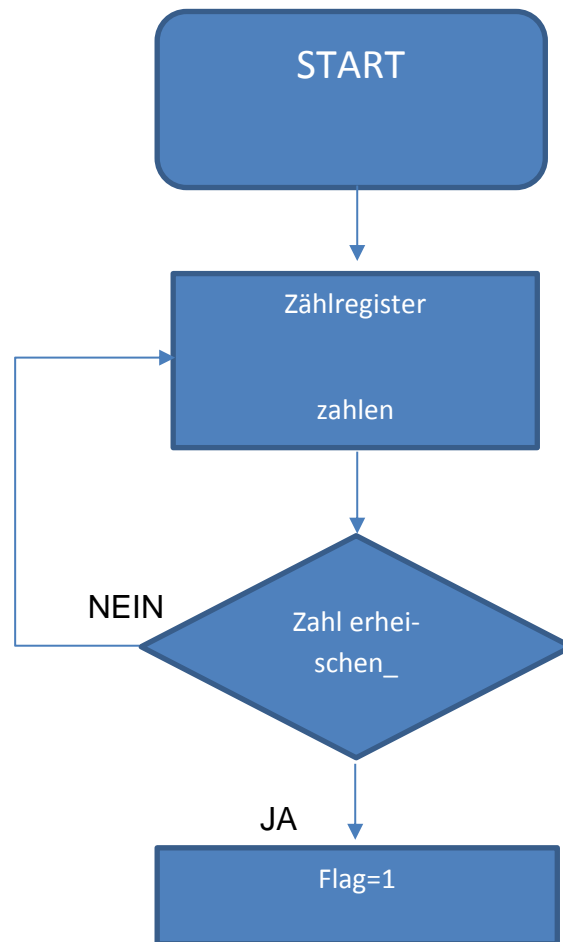 START
Zählregister
zahlen
NEIN
Zahl erhei-
schen_
JA
Flag=1